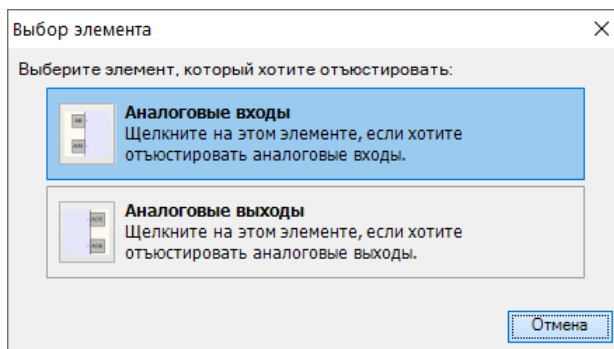 Выбор элемента
Выберите элемент, который хотите отъюстировать:
Аналоговые входы
Щелкните на этом элементе, если хотите
отъюстировать аналоговые входы.
Аналоговые выходы
Щелкните на этом элементе, если хотите
отъюстировать аналоговые выходы.
Отмена